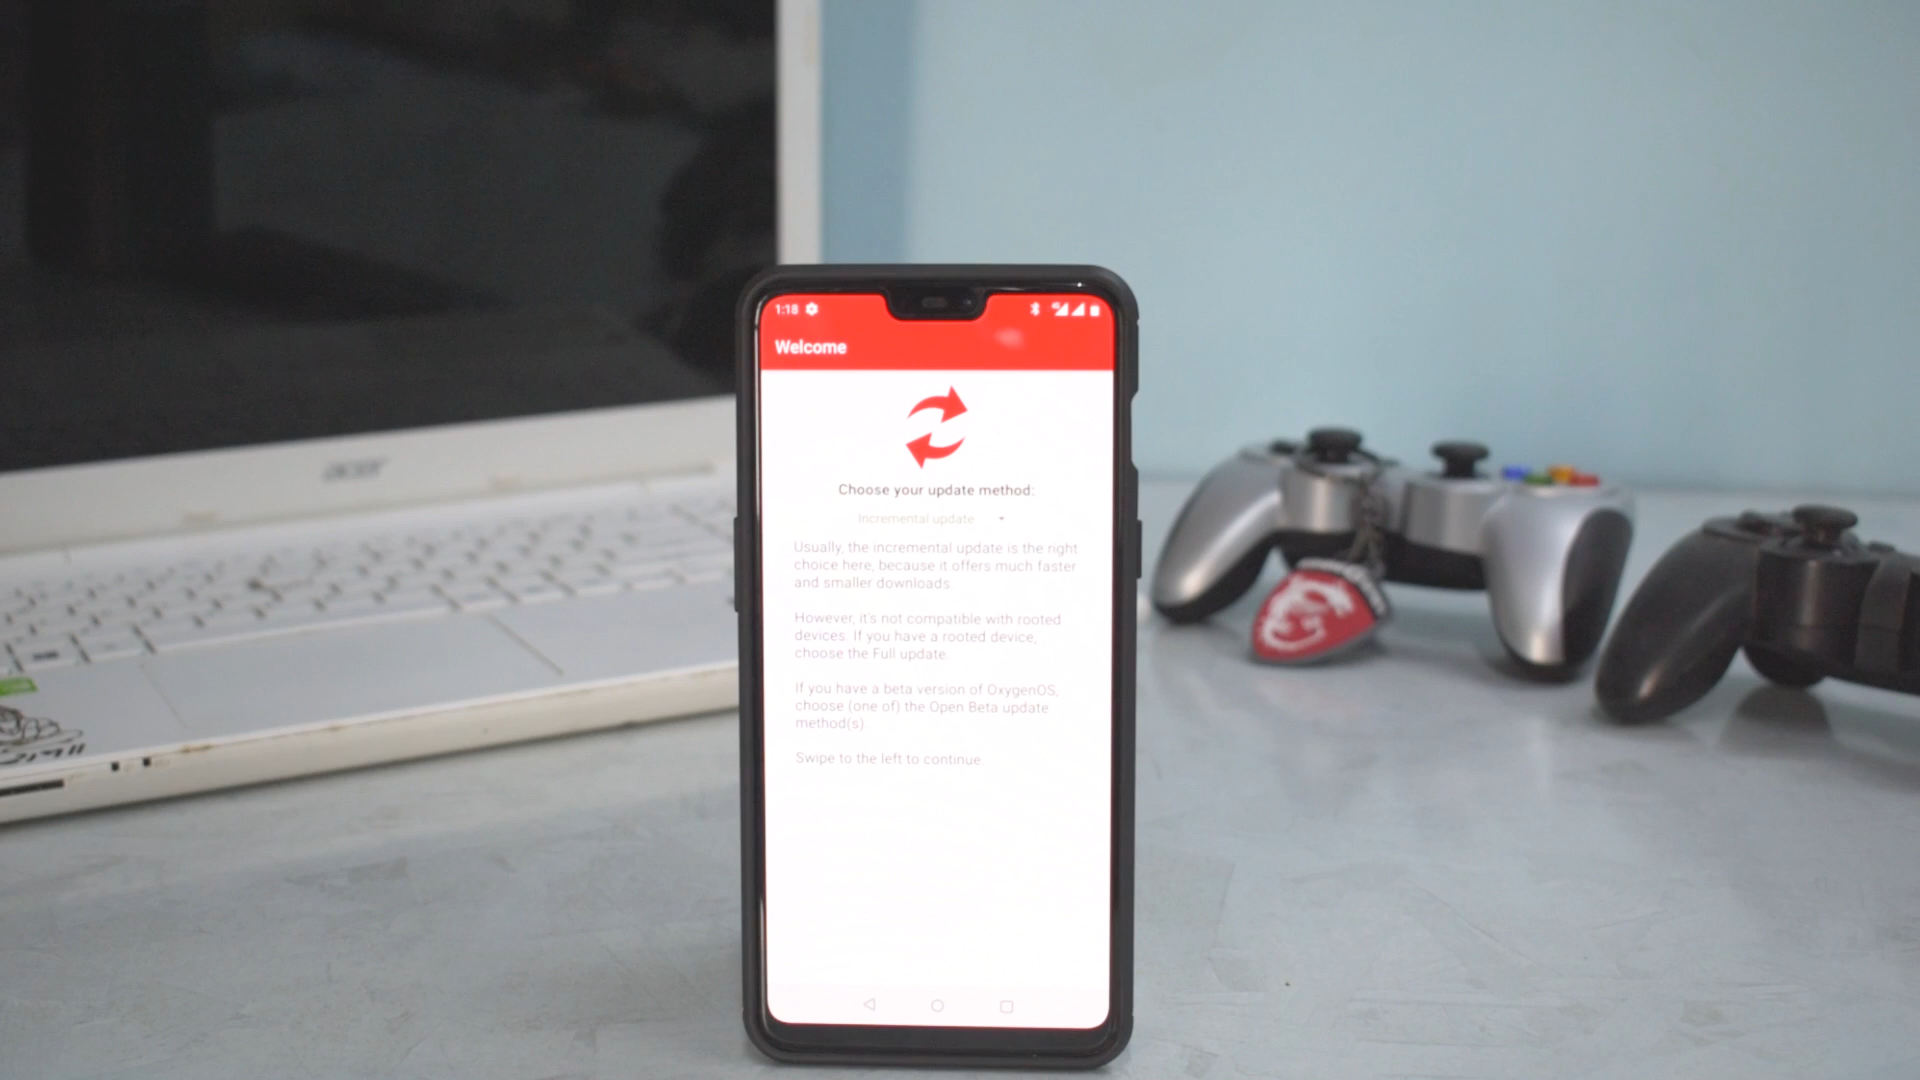 acer
1:18
Welcome
Choose your update method:
Incremental update
Usually, the incremental update is the right
choice here, because it offers much faster
and smaller downloads.
However, it's not compatible with rooted
devices. If you have a rooted device,
choose the Full update.
If you have a beta version of OxygenOS,
choose (one of) the Open Beta update
method(s).
Swipe to the left to continue.